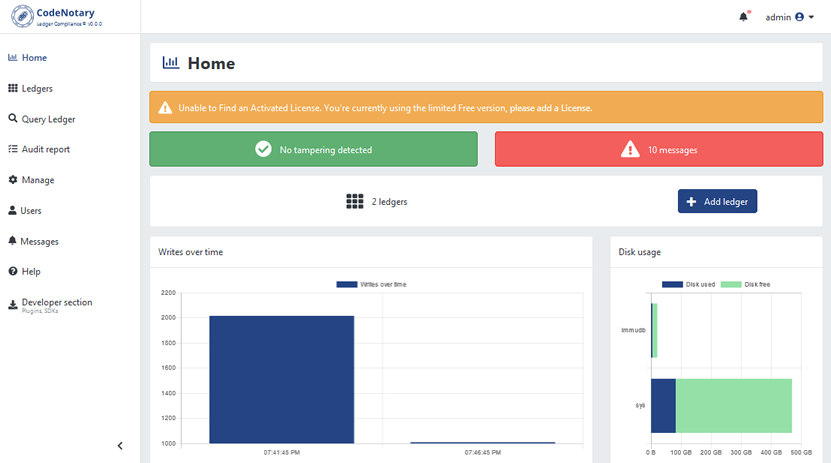 CodeNotary
Ledger Compliance® v0.0.0
admin
Home
Ledgers
Query Ledger
Audit report
Manage
Users
Messages
Help
Developer section
Plugins, SDKs
Home
Unable to Find an Activated License. You're currently using the limited Free version, please add a License.
No tampering detected
10 messages
2 ledgers
Add ledger
Writes over time
Writes over time
2200
2000
1800
1600
1400
1200
1000
07:41:45 PM
07:46:45 PM
Disk usage
Disk used
Disk free
immudb
sys
0 B
100 GB
200 GB
300 GB
400 GB
500 GB